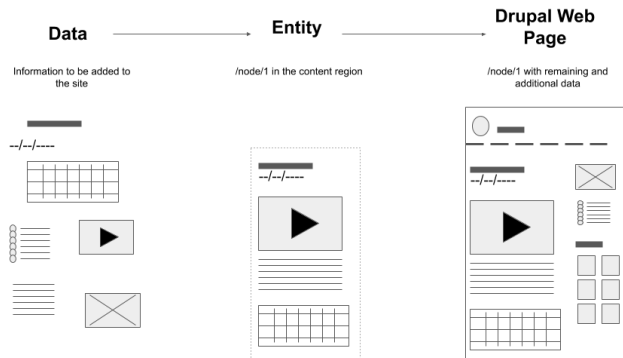 Data
Entity
Drupal Web
Page
Information to be added to
the site
/node/1 in the content region
/node/1 with remaining and
additional data
--/--/----
--/--/----
--/--/----